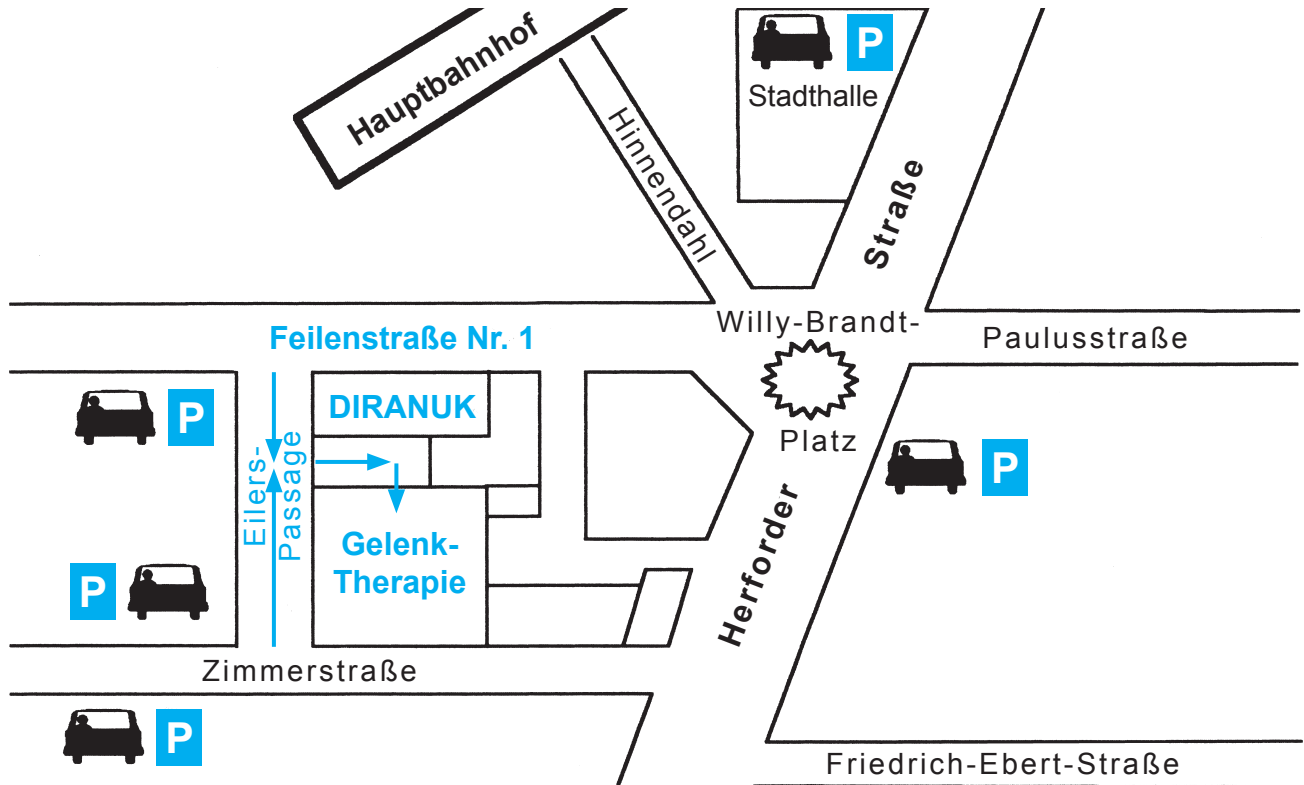 Hauptbahnhof
P
Stadthalle
Hinnendahl
Straße
Willy-Brandt-
Platz
Paulusstraße
Feilenstraße Nr. 1
P
DIRANUK
Eilers-
Passage
P
Gelenk-
Therapie
P
Herforder
Zimmerstraße
P
Friedrich-Ebert-Straße